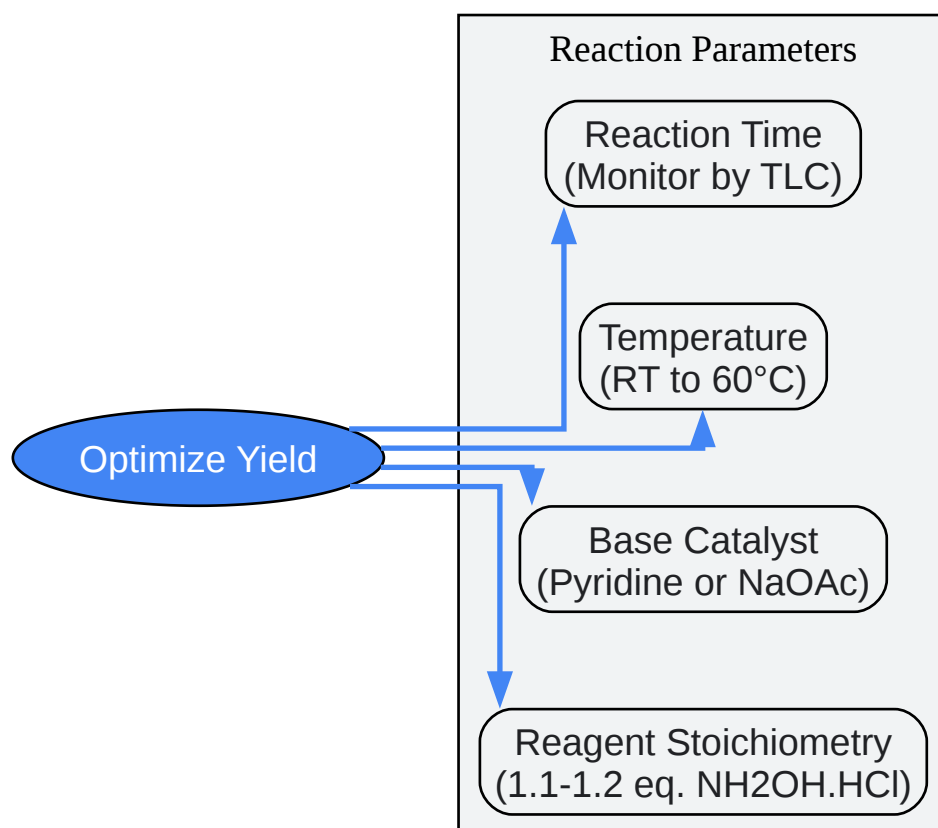 Reaction Parameters
Reaction Time
(Monitor by TLC)
Temperature
(RT to 60°C)
Optimize Yield
Base Catalyst
(Pyridine or NaOAc)
Reagent Stoichiometry
(1.1-1.2 eq. NH2OH.HCl)